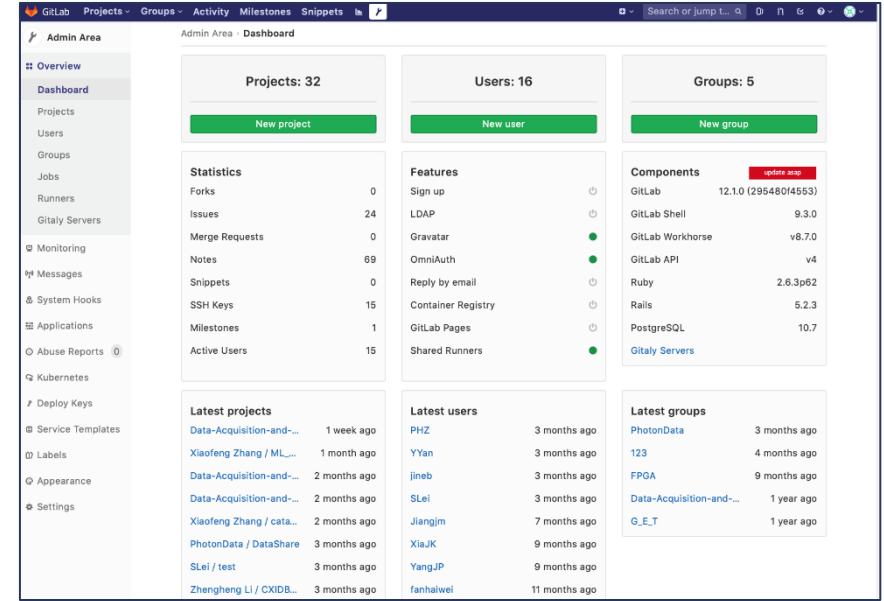 GitLab Projects Groups Activity Milestones Snippets Search or jump t...
Admin Area
Admin Area › Dashboard
Overview
Dashboard
Projects
Users
Groups
Jobs
Runners
Gitaly Servers
Monitoring
Messages
System Hooks
Applications
Abuse Reports 0
Kubernetes
Deploy Keys
Service Templates
Labels
Appearance
Settings
Projects: 32
New project
Users: 16
New user
Groups: 5
New group
Statistics
Forks 0
Issues 24
Merge Requests 0
Notes 69
Snippets 0
SSH Keys 15
Milestones 1
Active Users 15
Features
Sign up
LDAP
Gravatar
OmniAuth
Reply by email
Container Registry
GitLab Pages
Shared Runners
Components update asap
GitLab 12.1.0 (295480f4553)
GitLab Shell 9.3.0
GitLab Workhorse v8.7.0
GitLab API v4
Ruby 2.6.3p62
Rails 5.2.3
PostgreSQL 10.7
Gitaly Servers
Latest projects
Data-Acquisition-and-... 1 week ago
Xiaofeng Zhang / ML_... 1 month ago
Data-Acquisition-and-... 2 months ago
Data-Acquisition-and-... 2 months ago
Xiaofeng Zhang / cata... 2 months ago
PhotonData / DataShare 3 months ago
SLei / test 3 months ago
Zhengheng Li / CXIDB... 3 months ago
Latest users
PHZ 3 months ago
YYan 3 months ago
jineb 3 months ago
SLei 3 months ago
Jiangjm 7 months ago
XiaJK 9 months ago
YangJP 9 months ago
fanhaiwei 11 months ago
Latest groups
PhotonData 3 months ago
123 4 months ago
FPGA 9 months ago
Data-Acquisition-and-... 1 year ago
G_E_T 1 year ago